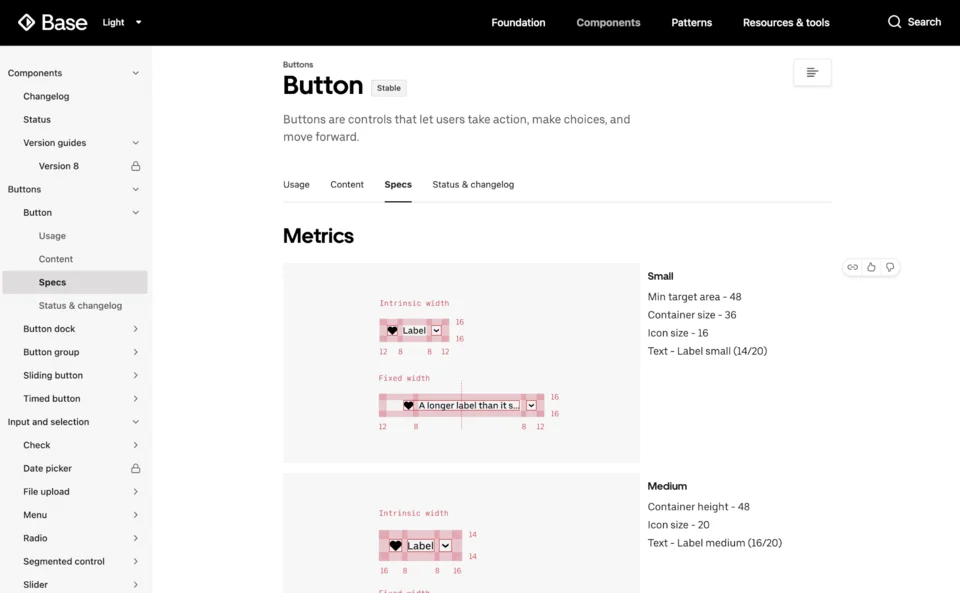 Base
Light
Foundation
Components
Patterns
Resources & tools
Search
Components
Changelog
Status
Version guides
Version 8
Buttons
Button
Usage
Content
Specs
Status & changelog
Button dock
Button group
Sliding button
Timed button
Input and selection
Check
Date picker
File upload
Menu
Radio
Segmented control
Slider
Buttons
Button
Stable
Buttons are controls that let users take action, make choices, and
move forward.
Usage
Content
Specs
Status & changelog
Metrics
Intrinsic width
Label
16
16
12 8 8 12
Fixed width
A longer label than it s...
16
16
12 8 8 12
Small
Min target area - 48
Container size - 36
Icon size - 16
Text - Label small (14/20)
Intrinsic width
Label
14
14
16 8 8 16
Fixed width
Medium
Container height - 48
Icon size - 20
Text - Label medium (16/20)